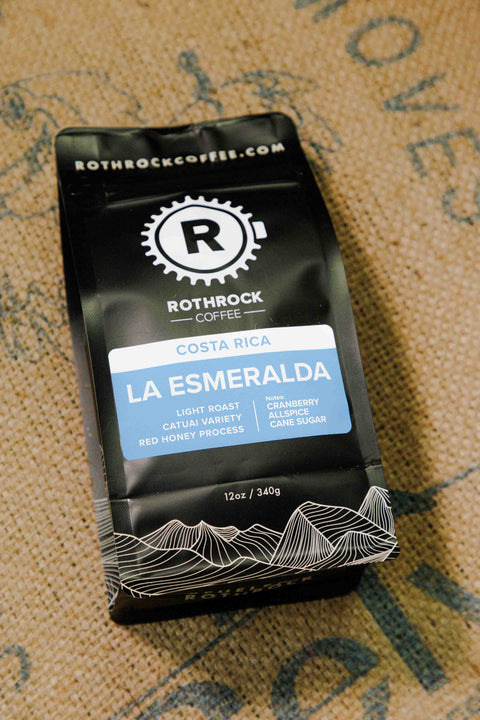 MOVES
ROTHROCKCOFFEE.COM
R
ROTHROCK
COFFEE
COSTA RICA
LA ESMERALDA
LIGHT ROAST
CATUAI VARIETY
RED HONEY PROCESS
Notes:
CRANBERRY
ALLSPICE
CANE SUGAR
12oz / 340g